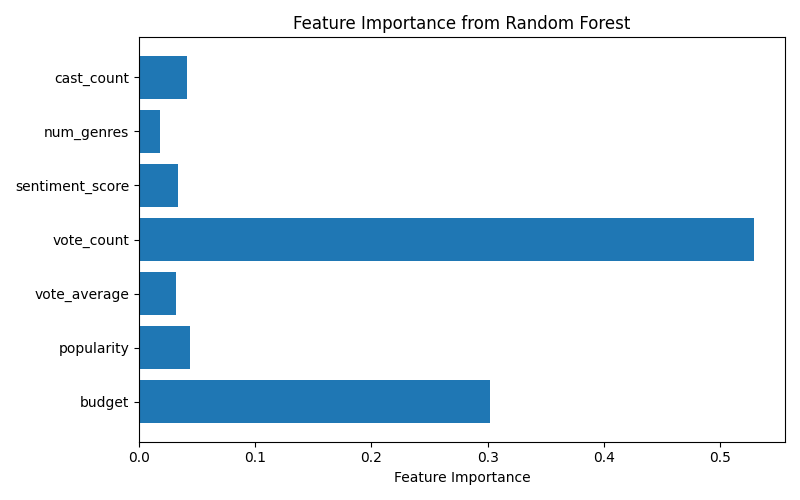 Feature Importance from Random Forest
cast_count
num_genres
sentiment_score
vote_count
vote_average
popularity
budget
0.0 0.1 0.2 0.3 0.4 0.5
Feature Importance